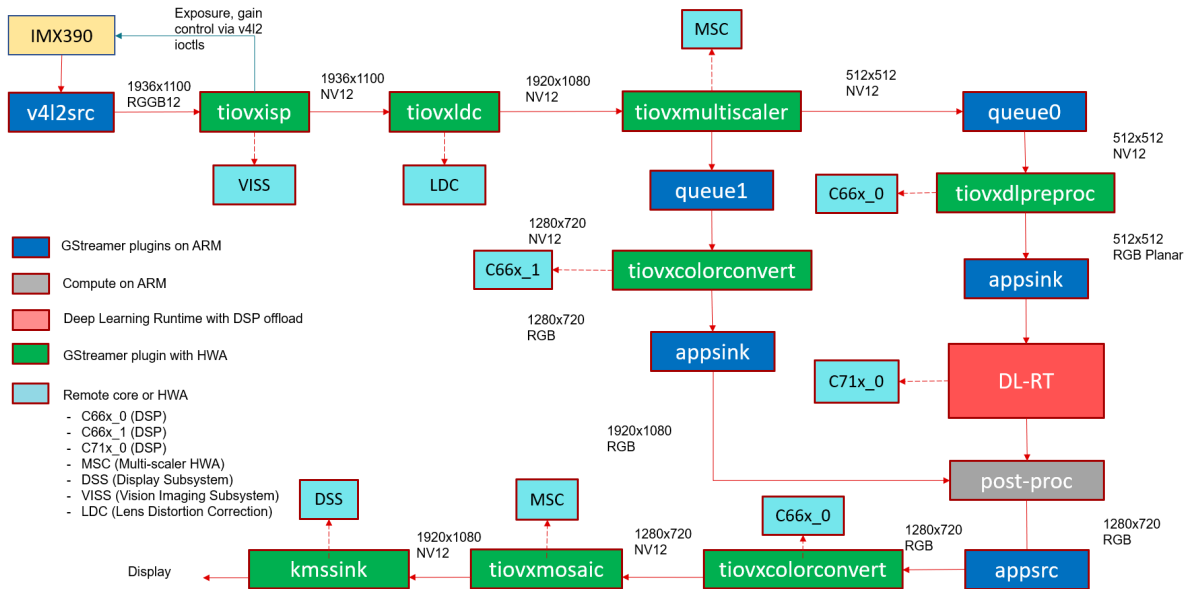 Exposure, gain
control via v4l2
ioctls
IMX390
MSC
1936x1100
RGGB12
1936x1100
NV12
1920x1080
NV12
512x512
NV12
v4l2src
tiovxisp
tiovxldc
tiovxmultiscaler
queue0
512x512
NV12
VISS
LDC
queue1
C66x_0
tiovxdlpreproc
1280x720
NV12
512x512
RGB Planar
GStreamer plugins on ARM
C66x_1
tiovxcolorconvert
appsink
Compute on ARM
1280x720
RGB
Deep Learning Runtime with DSP offload
GStreamer plugin with HWA
appsink
C71x_0
DL-RT
Remote core or HWA
- C66x_0 (DSP)
- C66x_1 (DSP)
- C71x_0 (DSP)
- MSC (Multi-scaler HWA)
- DSS (Display Subsystem)
- VISS (Vision Imaging Subsystem)
- LDC (Lens Distortion Correction)
1920x1080
RGB
post-proc
DSS
MSC
C66x_0
1920x1080
NV12
1280x720
NV12
1280x720
RGB
1280x720
RGB
Display
kmssink
tiovxmosaic
tiovxcolorconvert
appsrc